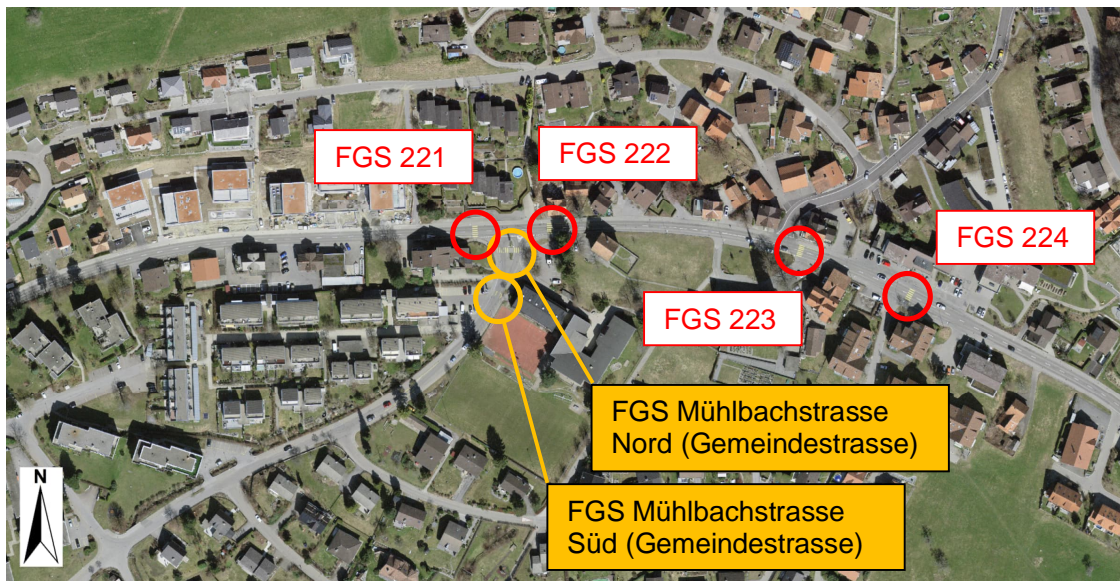 FGS 221
FGS 222
FGS 224
FGS 223
FGS Mühlbachstrasse
Nord (Gemeindestrasse)
FGS Mühlbachstrasse
Süd (Gemeindestrasse)
N